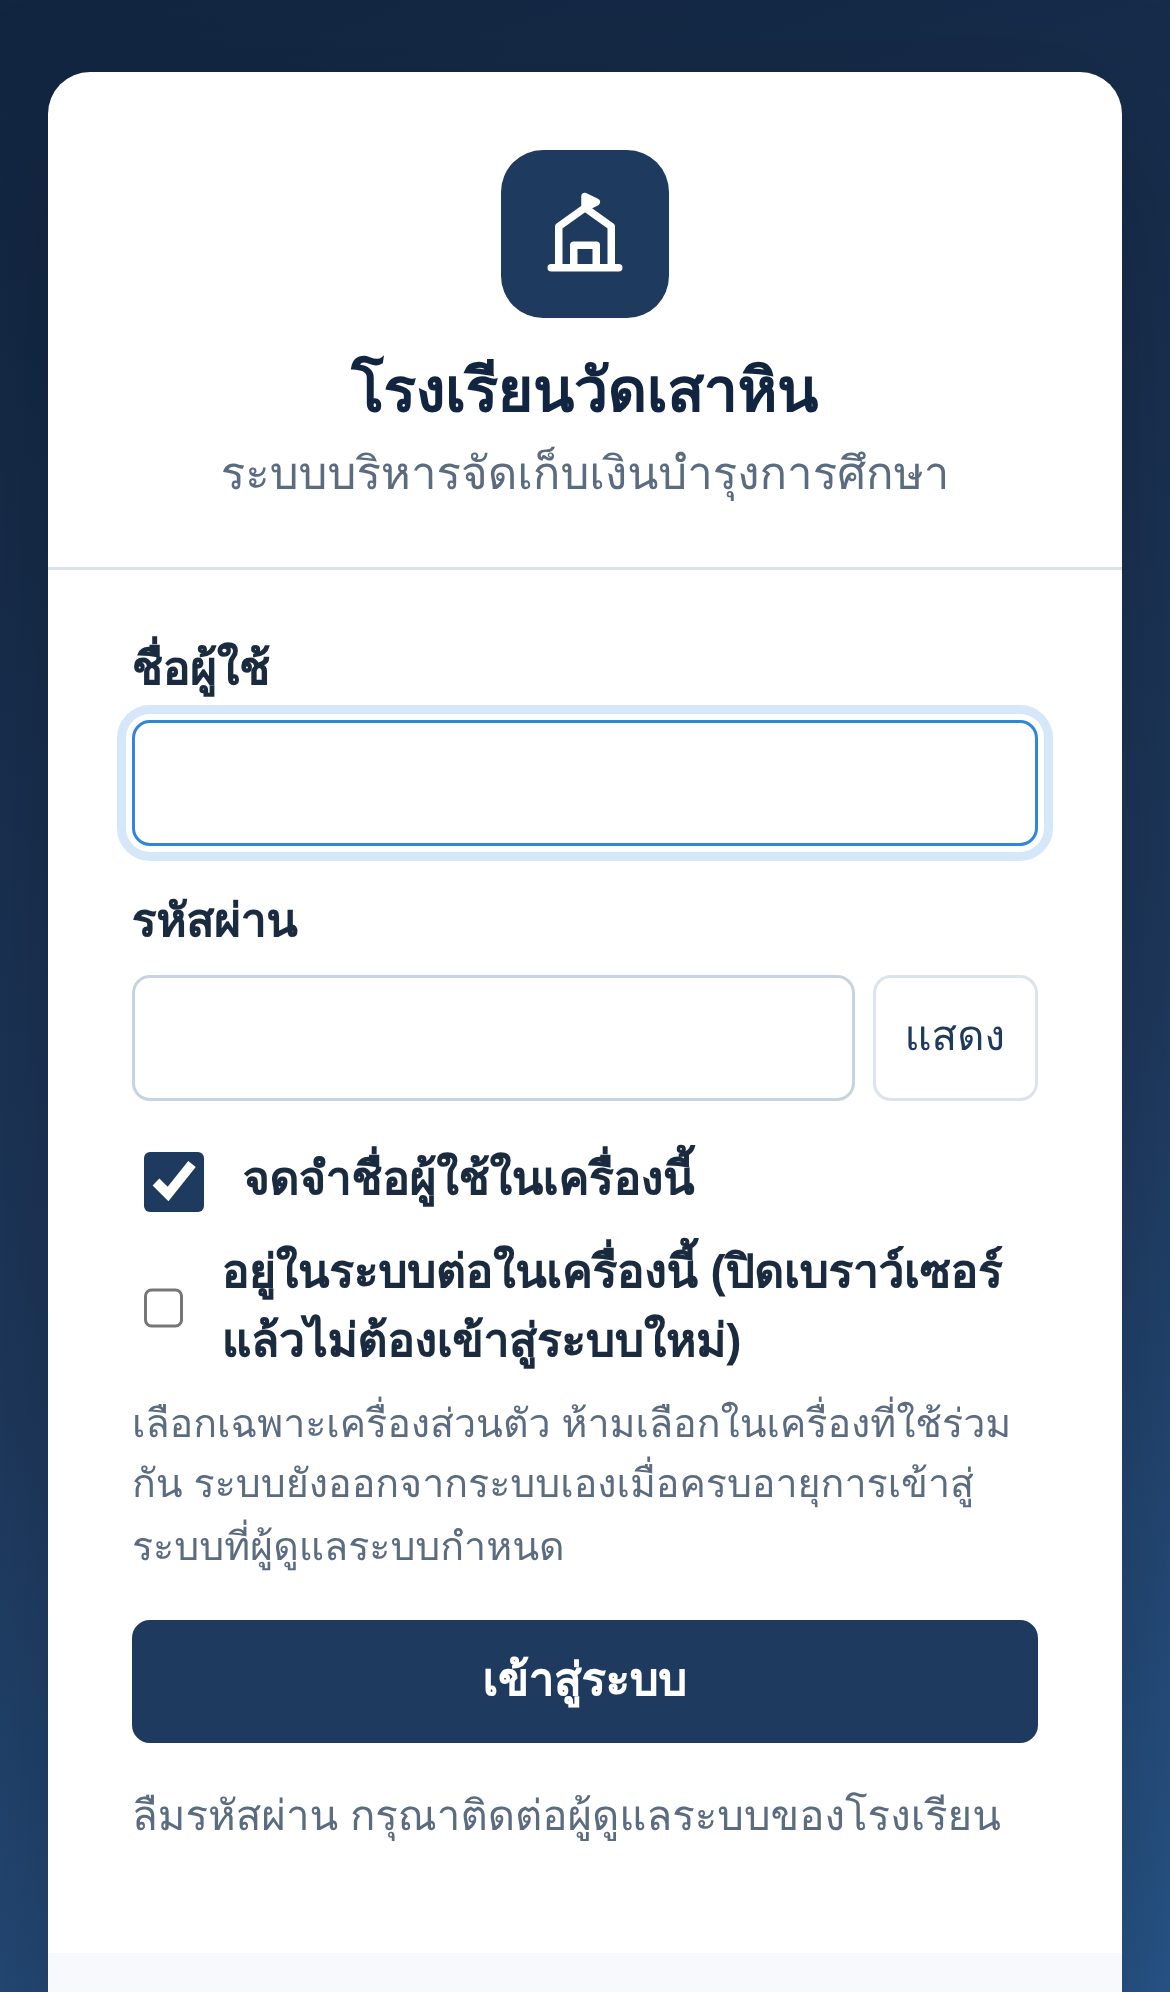 โรงเรียนวัดเสาหิน
ระบบบริหารจัดเก็บเงินบำรุงการศึกษา
ชื่อผู้ใช้
รหัสผ่าน
แสดง
จดจำชื่อผู้ใช้ในเครื่องนี้
อยู่ในระบบต่อในเครื่องนี้ (ปิดเบราว์เซอร์
แล้วไม่ต้องเข้าสู่ระบบใหม่)
เลือกเฉพาะเครื่องส่วนตัว ห้ามเลือกในเครื่องที่ใช้ร่วม
กัน ระบบยังออกจากระบบเองเมื่อครบอายุการเข้าสู่
ระบบที่ผู้ดูแลระบบกำหนด
เข้าสู่ระบบ
ลืมรหัสผ่าน กรุณาติดต่อผู้ดูแลระบบของโรงเรียน